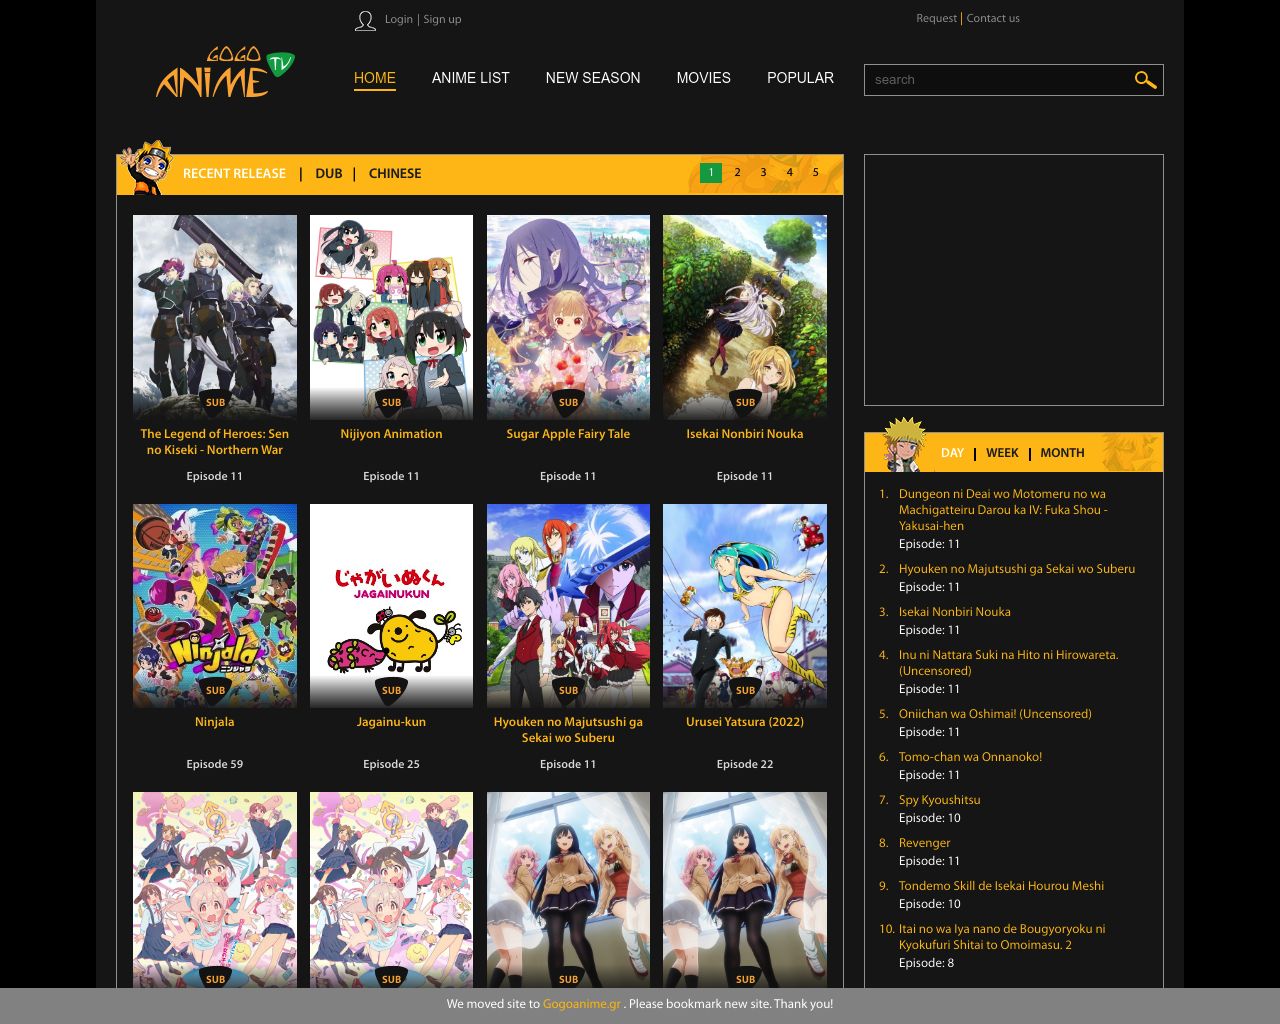 Login | Sign up
Request | Contact us
GOGO
ANIME TV
HOME ANIME LIST NEW SEASON MOVIES POPULAR
search
RECENT RELEASE | DUB | CHINESE
1 2 3 4 5
SUB SUB SUB SUB
The Legend of Heroes: Sen
no Kiseki - Northern War
Episode 11
Nijiyon Animation
Episode 11
Sugar Apple Fairy Tale
Episode 11
Isekai Nonbiri Nouka
Episode 11
じゃがいぬくん
JAGAINUKUN
Ninjala
ニンジャラ
SUB SUB SUB SUB
Ninjala
Episode 59
Jagainu-kun
Episode 25
Hyouken no Majutsushi ga
Sekai wo Suberu
Episode 11
Urusei Yatsura (2022)
Episode 22
SUB SUB SUB SUB
DAY | WEEK | MONTH
1. Dungeon ni Deai wo Motomeru no wa
Machigatteiru Darou ka IV: Fuka Shou -
Yakusai-hen
Episode: 11
2. Hyouken no Majutsushi ga Sekai wo Suberu
Episode: 11
3. Isekai Nonbiri Nouka
Episode: 11
4. Inu ni Nattara Suki na Hito ni Hirowareta.
(Uncensored)
Episode: 11
5. Oniichan wa Oshimai! (Uncensored)
Episode: 11
6. Tomo-chan wa Onnanoko!
Episode: 11
7. Spy Kyoushitsu
Episode: 10
8. Revenger
Episode: 11
9. Tondemo Skill de Isekai Hourou Meshi
Episode: 10
10. Itai no wa Iya nano de Bougyoryoku ni
Kyokufuri Shitai to Omoimasu. 2
Episode: 8
We moved site to Gogoanime.gr . Please bookmark new site. Thank you!